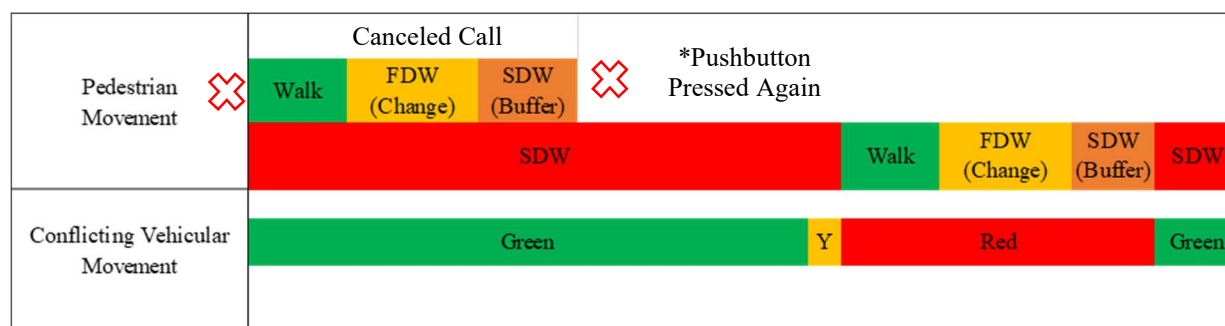 Canceled Call
*Pushbutton
Pressed Again
Pedestrian
Movement
Walk
FDW
(Change)
SDW
(Buffer)
SDW
Walk
FDW
(Change)
SDW
(Buffer)
SDW
Conflicting Vehicular
Movement
Green
Y
Red
Green